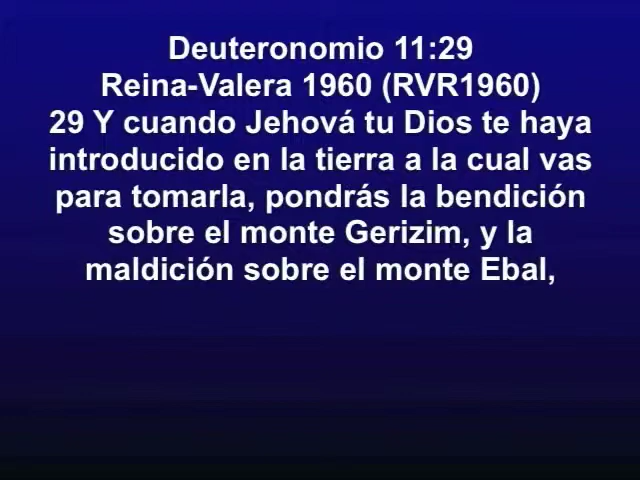 Deuteronomio 11:29
Reina-Valera 1960 (RVR1960)
29 Y cuando Jehová tu Dios te haya
introducido en la tierra a la cual vas
para tomarla, pondrás la bendición
sobre el monte Gerizim, y la
maldición sobre el monte Ebal,